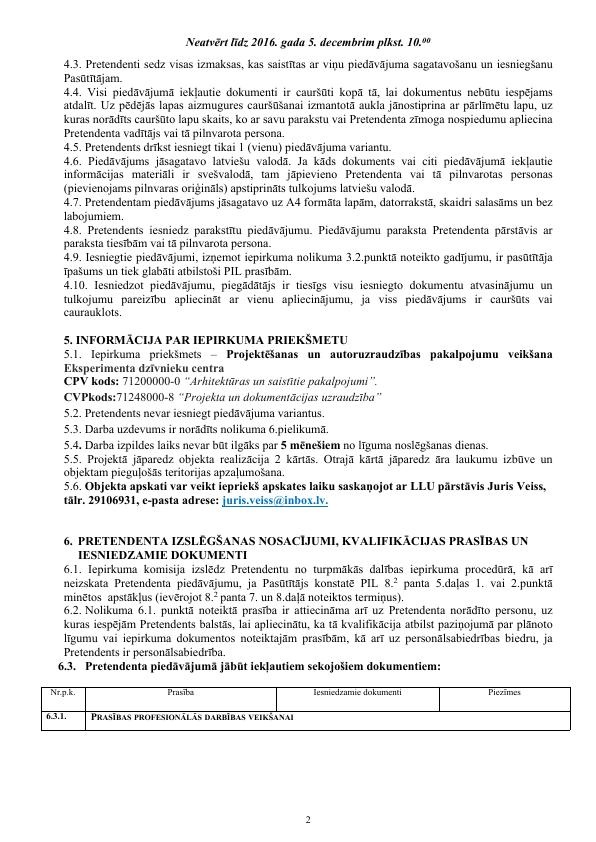 Neatvērt līdz 2016. gada 5. decembrim plkst. 10.00
4.3. Pretendenti sedz visas izmaksas, kas saistītas ar viņu piedāvājuma sagatavošanu un iesniegšanu
Pasūtītājam.
4.4. Visi piedāvājumā iekļautie dokumenti ir cauršūti kopā tā, lai dokumentus nebūtu iespējams
atdalīt. Uz pēdējās lapas aizmugures cauršūšanai izmantotā aukla jānostiprina ar pārlīmētu lapu, uz
kuras norādīts cauršūto lapu skaits, ko ar savu parakstu vai Pretendenta zīmoga nospiedumu apliecina
Pretendenta vadītājs vai tā pilnvarota persona.
4.5. Pretendents drīkst iesniegt tikai 1 (vienu) piedāvājuma variantu.
4.6. Piedāvājums jāsagatavo latviešu valodā. Ja kāds dokuments vai citi piedāvājumā iekļautie
informācijas materiāli ir svešvalodā, tam jāpievieno Pretendenta vai tā pilnvarotas personas
(pievienojams pilnvaras oriģināls) apstiprināts tulkojums latviešu valodā.
4.7. Pretendentam piedāvājums jāsagatavo uz A4 formāta lapām, datorrakstā, skaidri salasāms un bez
labojumiem.
4.8. Pretendents iesniedz parakstītu piedāvājumu. Piedāvājumu paraksta Pretendenta pārstāvis ar
paraksta tiesībām vai tā pilnvarota persona.
4.9. Iesniegtie piedāvājumi, izņemot iepirkuma nolikuma 3.2.punktā noteikto gadījumu, ir pasūtītāja
īpašums un tiek glabāti atbilstoši PIL prasībām.
4.10. Iesniedzot piedāvājumu, piegādātājs ir tiesīgs visu iesniegto dokumentu atvasinājumu un
tulkojumu pareizību apliecināt ar vienu apliecinājumu, ja viss piedāvājums ir cauršūts vai
caurauklots.
5. INFORMĀCIJA PAR IEPIRKUMA PRIEKŠMETU
5.1. Iepirkuma priekšmets – Projektēšanas un autoruzraudzības pakalpojumu veikšana
Eksperimenta dzīvnieku centra
CPV kods: 71200000-0 “Arhitektūras un saistītie pakalpojumi”.
CVPkods:71248000-8 “Projekta un dokumentācijas uzraudzība”
5.2. Pretendents nevar iesniegt piedāvājuma variantus.
5.3. Darba uzdevums ir norādīts nolikuma 6.pielikumā.
5.4. Darba izpildes laiks nevar būt ilgāks par 5 mēnešiem no līguma noslēgšanas dienas.
5.5. Projektā jāparedz objekta realizācija 2 kārtās. Otrajā kārtā jāparedz āra laukumu izbūve un
objektam pieguļošās teritorijas apzaļumošana.
5.6. Objekta apskati var veikt iepriekš apskates laiku saskaņojot ar LLU pārstāvis Juris Veiss,
tālr. 29106931, e-pasta adrese: juris.veiss@inbox.lv.
6. PRETENDENTA IZSLĒGŠANAS NOSACĪJUMI, KVALIFIKĀCIJAS PRASĪBAS UN
IESNIEDZAMIE DOKUMENTI
6.1. Iepirkuma komisija izslēdz Pretendentu no turpmākās dalības iepirkuma procedūrā, kā arī
neizskata Pretendenta piedāvājumu, ja Pasūtītājs konstatē PIL 8.2 panta 5.daļas 1. vai 2.punktā
minētos apstākļus (ievērojot 8.2 panta 7. un 8.daļā noteiktos termiņus).
6.2. Nolikuma 6.1. punktā noteiktā prasība ir attiecināma arī uz Pretendenta norādīto personu, uz
kuras iespējām Pretendents balstās, lai apliecinātu, ka tā kvalifikācija atbilst paziņojumā par plānoto
līgumu vai iepirkuma dokumentos noteiktajām prasībām, kā arī uz personālsabiedrības biedru, ja
Pretendents ir personālsabiedrība.
6.3. Pretendenta piedāvājumā jābūt iekļautiem sekojošiem dokumentiem:
Nr.p.k. Prasība Iesniedzamie dokumenti Piezīmes
6.3.1. PRASĪBAS PROFESIONĀLĀS DARBĪBAS VEIKŠANAI
2